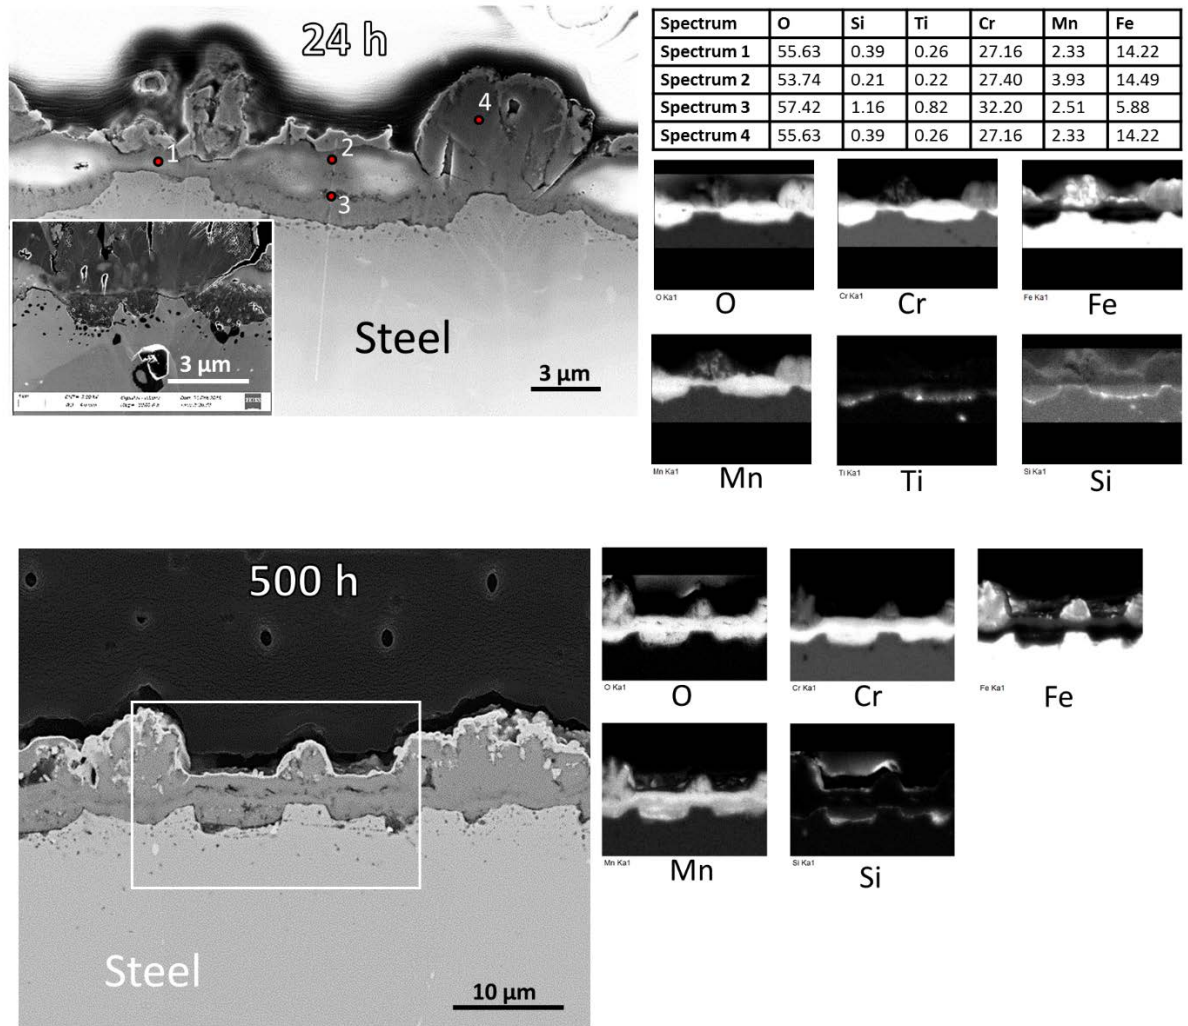 24 h
1
2
3
4
3 µm
Steel
3 µm
Spectrum O Si Ti Cr Mn Fe
Spectrum 1 55.63 0.39 0.26 27.16 2.33 14.22
Spectrum 2 53.74 0.21 0.22 27.40 3.93 14.49
Spectrum 3 57.42 1.16 0.82 32.20 2.51 5.88
Spectrum 4 55.63 0.39 0.26 27.16 2.33 14.22
O Ka1
O
Cr Ka1
Cr
Fe Ka1
Fe
Mn Ka1
Mn
Ti Ka1
Ti
Si Ka1
Si
500 h
Steel
10 µm
O Ka1
O
Cr Ka1
Cr
Fe Ka1
Fe
Mn Ka1
Mn
Si Ka1
Si